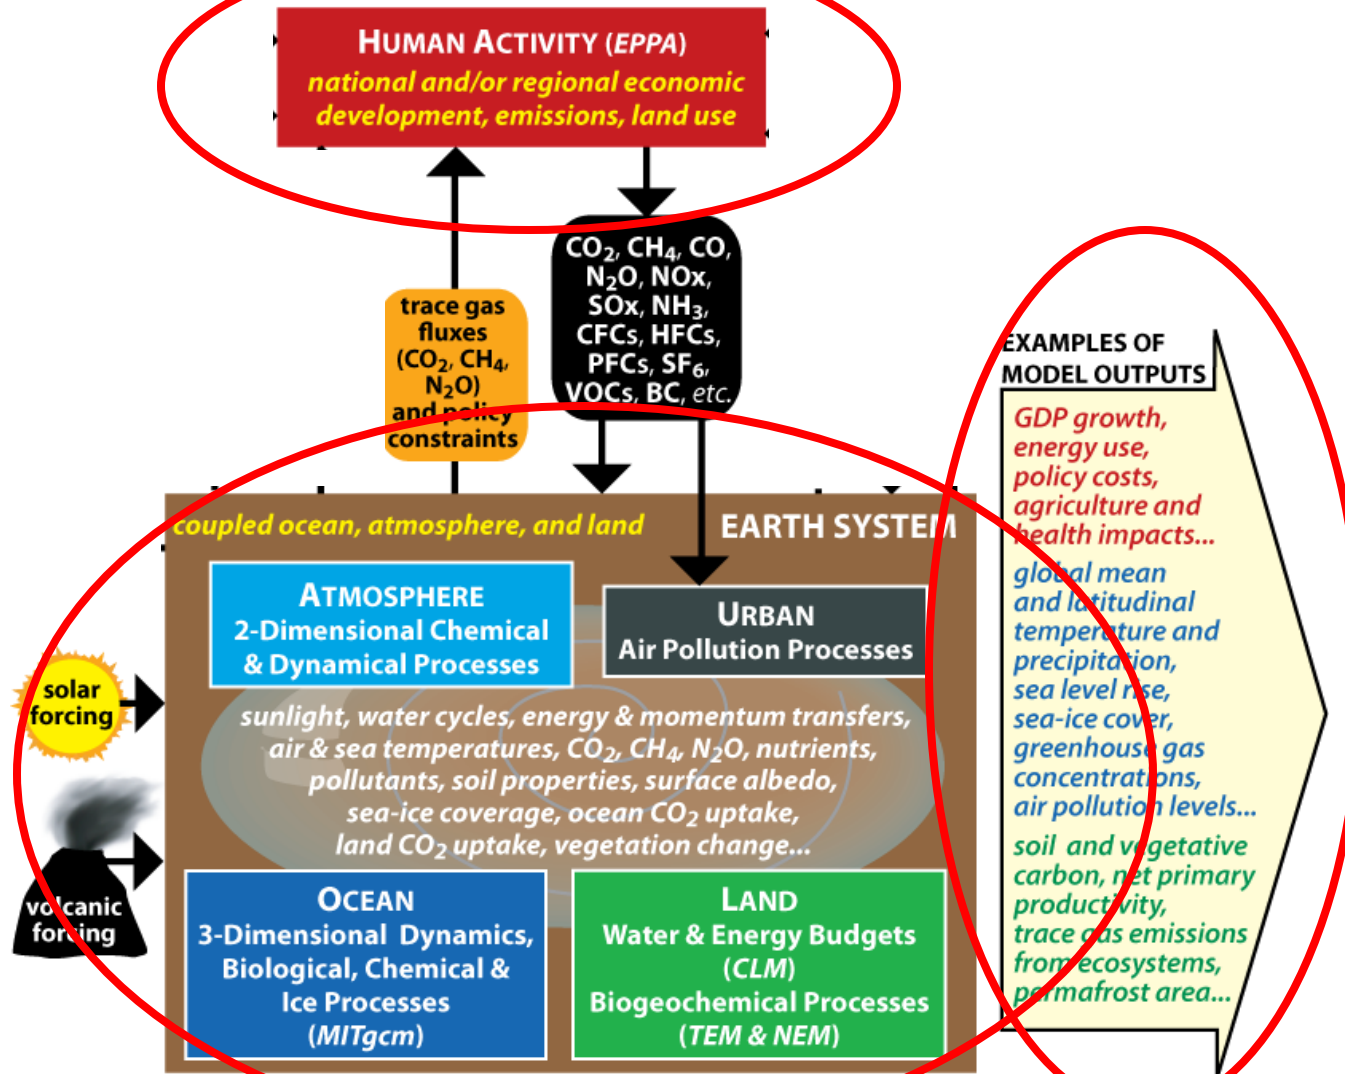 HUMAN ACTIVITY (EPPA)
national and/or regional economic
development, emissions, land use
trace gas
fluxes
(CO2, CH4,
N2O)
and policy
constraints
CO2, CH4, CO,
N2O, NOx,
SOx, NH3,
CFCs, HFCs,
PFCs, SF6,
VOCs, BC, etc.
coupled ocean, atmosphere, and land
EARTH SYSTEM
ATMOSPHERE
2-Dimensional Chemical
& Dynamical Processes
URBAN
Air Pollution Processes
solar
forcing
sunlight, water cycles, energy & momentum transfers,
air & sea temperatures, CO2, CH4, N2O, nutrients,
pollutants, soil properties, surface albedo,
sea-ice coverage, ocean CO2 uptake,
land CO2 uptake, vegetation change...
volcanic
forcing
OCEAN
3-Dimensional Dynamics,
Biological, Chemical &
Ice Processes
(MITgcm)
LAND
Water & Energy Budgets
(CLM)
Biogeochemical Processes
(TEM & NEM)
EXAMPLES OF
MODEL OUTPUTS
GDP growth,
energy use,
policy costs,
agriculture and
health impacts...
global mean
and latitudinal
temperature and
precipitation,
sea level rise,
sea-ice cover,
greenhouse gas
concentrations,
air pollution levels...
soil and vegetative
carbon, net primary
productivity,
trace gas emissions
from ecosystems,
permafrost area...